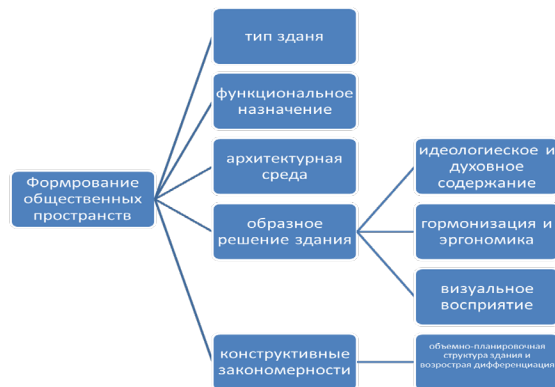 тип зданя
функциональное
назначение
архитектурная
среда
Формрование
общественных
пространств
образное
решение здания
идеологиеское и
духовное
содержание
гормонизация и
эргономика
визуальное
восприятие
конструктивные
закономерности
объемно-планировочная
структура здания и
возрострая дифференциация